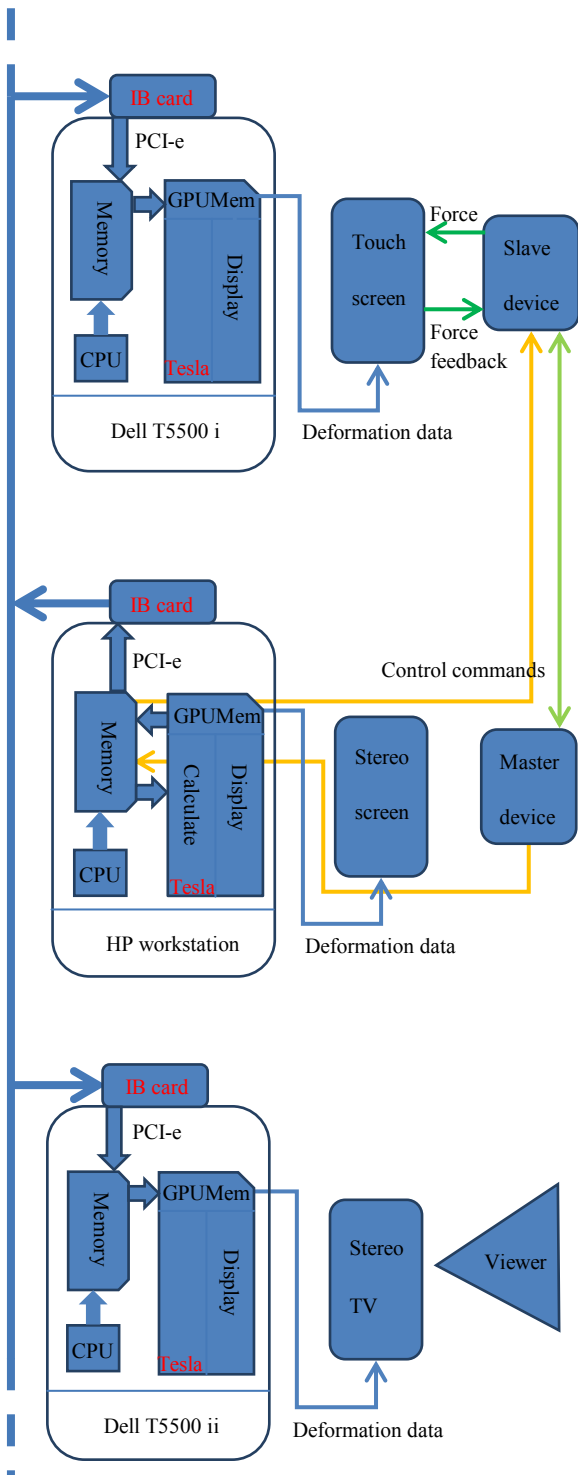 IB card
PCI-e
GPUMem
Memory
Display
CPU
Tesla
Dell T5500 i
Touch
screen
Force
Slave
device
Force
feedback
Deformation data
IB card
PCI-e
Control commands
GPUMem
Memory
Calculate
Display
CPU
Tesla
HP workstation
Stereo
screen
Master
device
Deformation data
IB card
PCI-e
GPUMem
Memory
Display
CPU
Tesla
Dell T5500 ii
Stereo
TV
Viewer
Deformation data